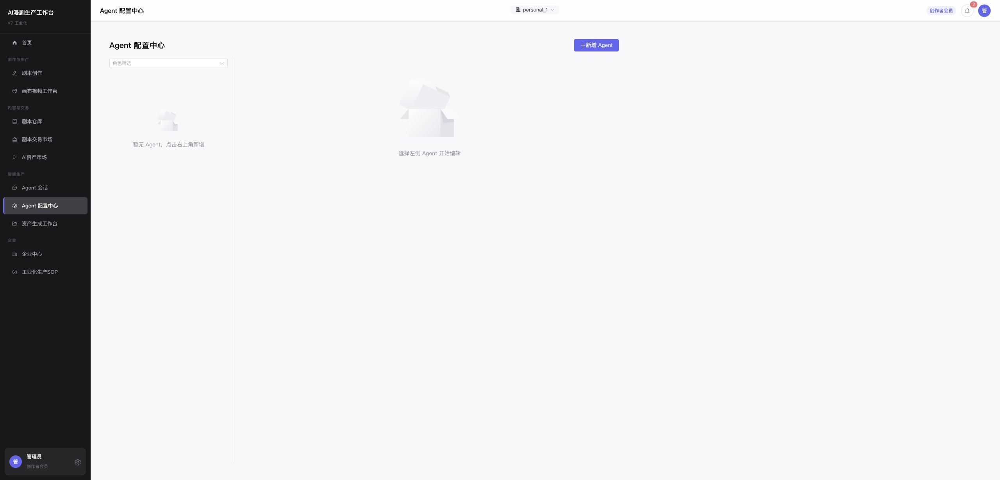 AI漫剧生产工作台
V7 工业化
首页
创作与生产
剧本创作
画布视频工作台
内容与交易
剧本仓库
剧本交易市场
AI资产市场
智能生产
Agent 会话
Agent 配置中心
资产生成工作台
企业
企业中心
工业化生产SOP
管
管理员
创作者会员
Agent 配置中心
personal_1
创作者会员
2
管
Agent 配置中心
新增 Agent
角色筛选
暂无 Agent，点击右上角新增
选择左侧 Agent 开始编辑